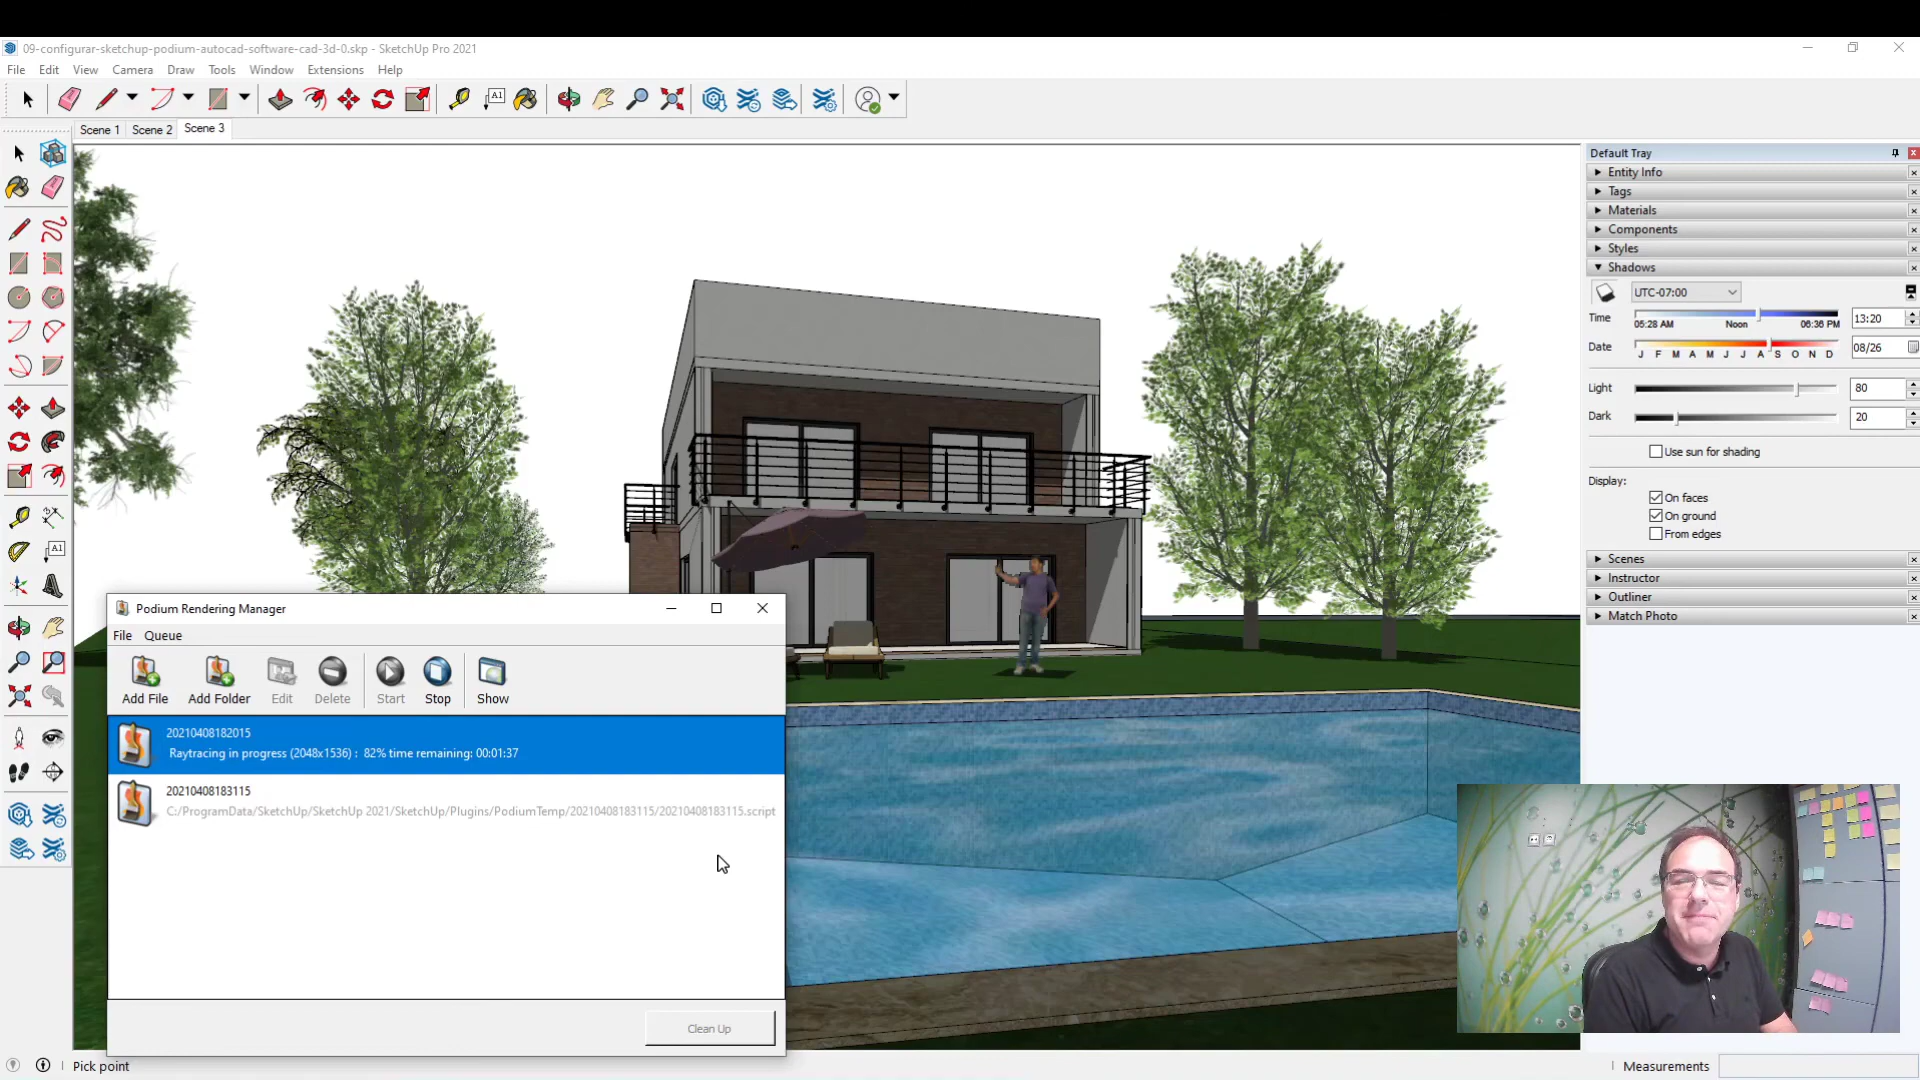 09-configurar-sketchup-podium-autocad-software-cad-3d-0.skp - SketchUp Pro 2021
File Edit View Camera Draw Tools Window Extensions Help
A1
Scene 1 Scene 2 Scene 3
Default Tray
Entity Info
Tags
Materials
Components
Styles
Shadows
UTC-07:00
Time 05:28 AM Noon 06:36 PM 13:20
Date J F M A M J J A S O N D 08/26
Light 80
Dark 20
Use sun for shading
Display:
On faces
On ground
From edges
Scenes
Instructor
Outliner
Match Photo
A1
Podium Rendering Manager
File Queue
Add File Add Folder Edit Delete Start Stop Show
20210408182015
Raytracing in progress (2048x1536) : 82% time remaining: 00:01:37
20210408183115
C:/ProgramData/SketchUp/SketchUp 2021/SketchUp/Plugins/PodiumTemp/20210408183115/20210408183115.script
Clean Up
Pick point
Measurements